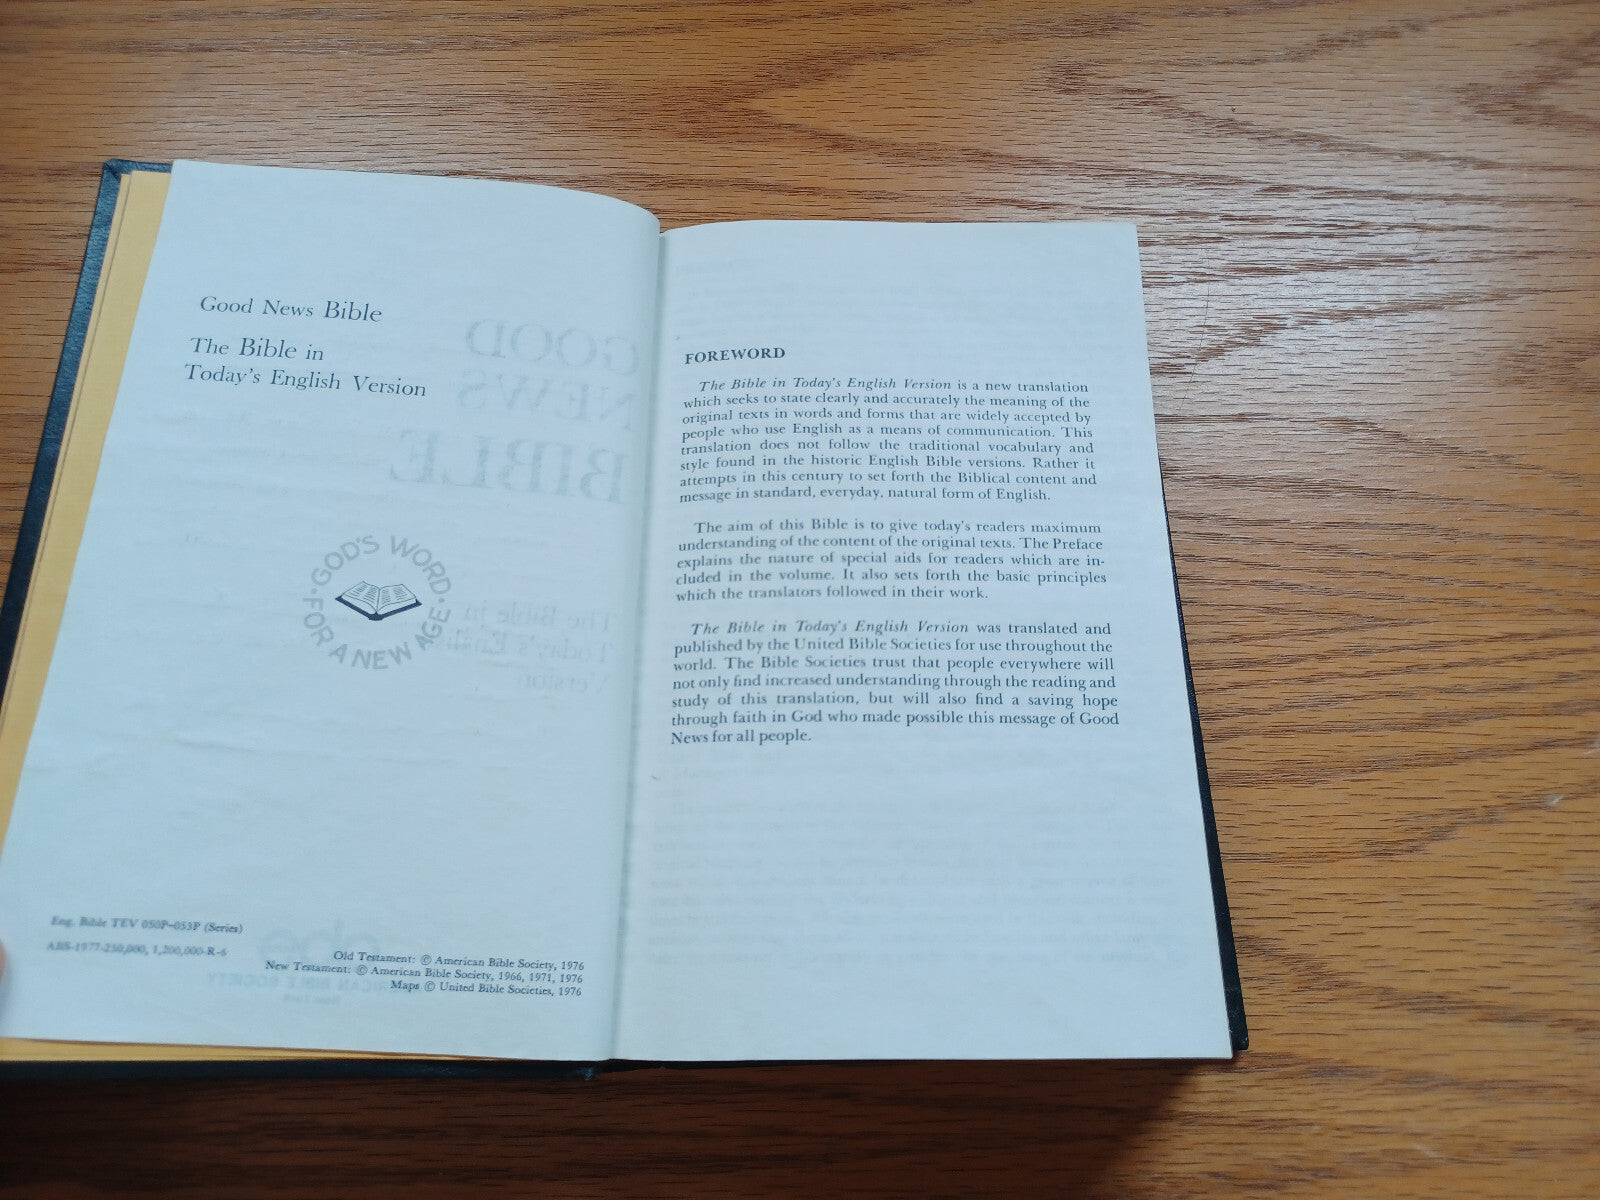 Good News Bible
The Bible in
Today's English Version
·GOD'S WORD·
FOR A NEW AGE
Eng. Bible TEV 050P-053P (Series)
ABS-1977-250,000, 1,200,000-R-6
Old Testament: © American Bible Society, 1976
New Testament: © American Bible Society, 1966, 1971, 1976
Maps © United Bible Societies, 1976
FOREWORD
The Bible in Today's English Version is a new translation
which seeks to state clearly and accurately the meaning of the
original texts in words and forms that are widely accepted by
people who use English as a means of communication. This
translation does not follow the traditional vocabulary and
style found in the historic English Bible versions. Rather it
attempts in this century to set forth the Biblical content and
message in standard, everyday, natural form of English.
The aim of this Bible is to give today's readers maximum
understanding of the content of the original texts. The Preface
explains the nature of special aids for readers which are in-
cluded in the volume. It also sets forth the basic principles
which the translators followed in their work.
The Bible in Today's English Version was translated and
published by the United Bible Societies for use throughout the
world. The Bible Societies trust that people everywhere will
not only find increased understanding through the reading and
study of this translation, but will also find a saving hope
through faith in God who made possible this message of Good
News for all people.